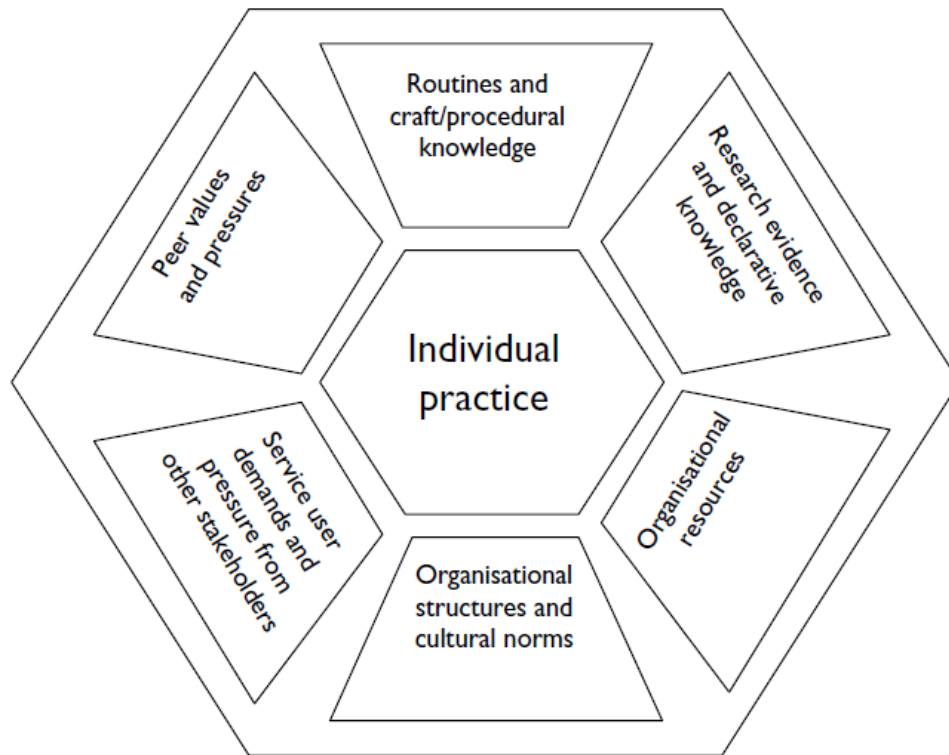 Routines and
craft/procedural
knowledge
Research evidence
and declarative
knowledge
Organisational
resources
Organisational
structures and
cultural norms
Service user
demands and
pressure from
other stakeholders
Peer values
and pressures
Individual
practice